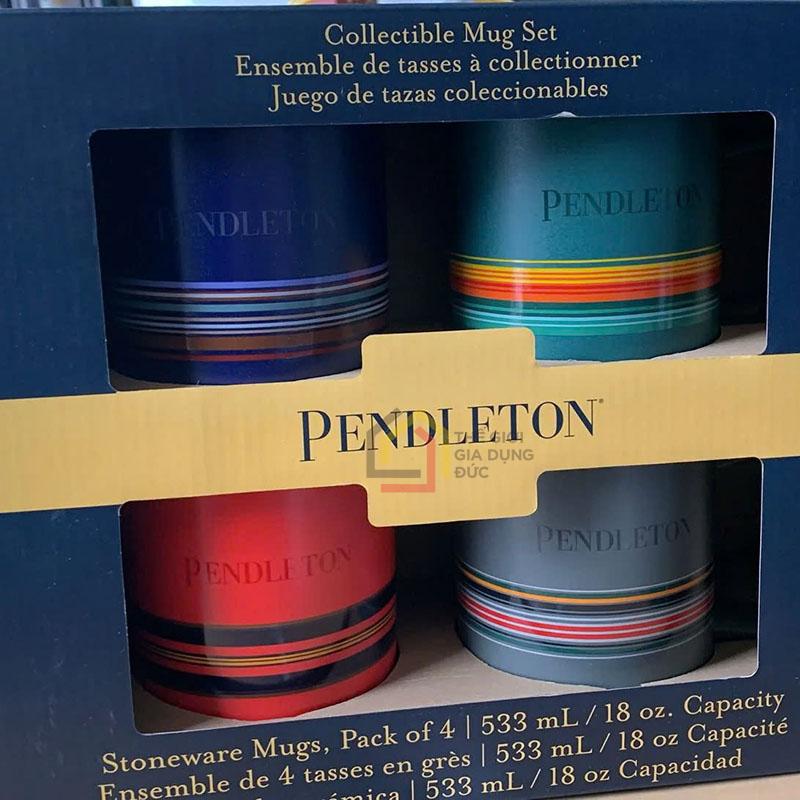 Collectible Mug Set
Ensemble de tasses à collectionner
Juego de tazas coleccionables
PENDLETON
PENDLETON
PENDLETON
THẾ GIỚI
GIA DỤNG
ĐỨC
PENDLETON
PENDLETON
Stoneware Mugs, Pack of 4 | 533 mL / 18 oz. Capacity
Ensemble de 4 tasses en grès | 533 mL / 18 oz Capacité
| 533 mL / 18 oz Capacidad